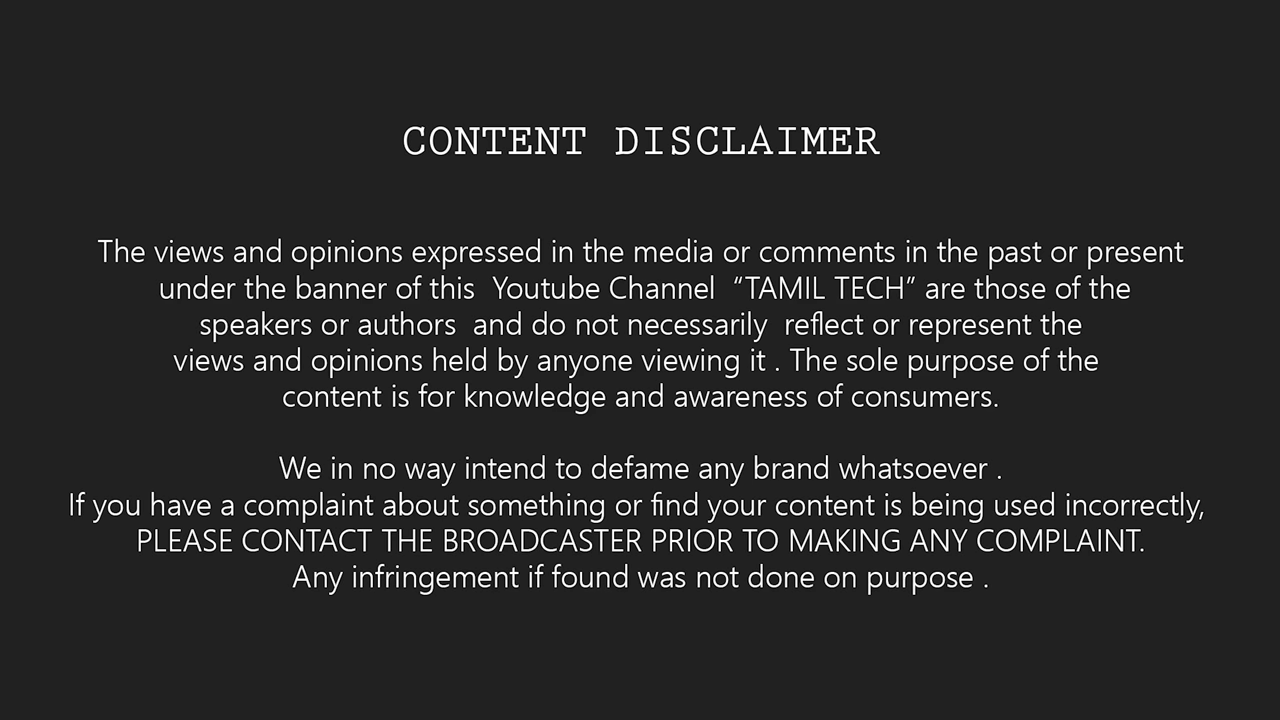 CONTENT DISCLAIMER
The views and opinions expressed in the media or comments in the past or present
under the banner of this  Youtube Channel  “TAMIL TECH” are those of the
speakers or authors  and do not necessarily  reflect or represent the
views and opinions held by anyone viewing it . The sole purpose of the
content is for knowledge and awareness of consumers.
We in no way intend to defame any brand whatsoever .
If you have a complaint about something or find your content is being used incorrectly,
PLEASE CONTACT THE BROADCASTER PRIOR TO MAKING ANY COMPLAINT.
Any infringement if found was not done on purpose .